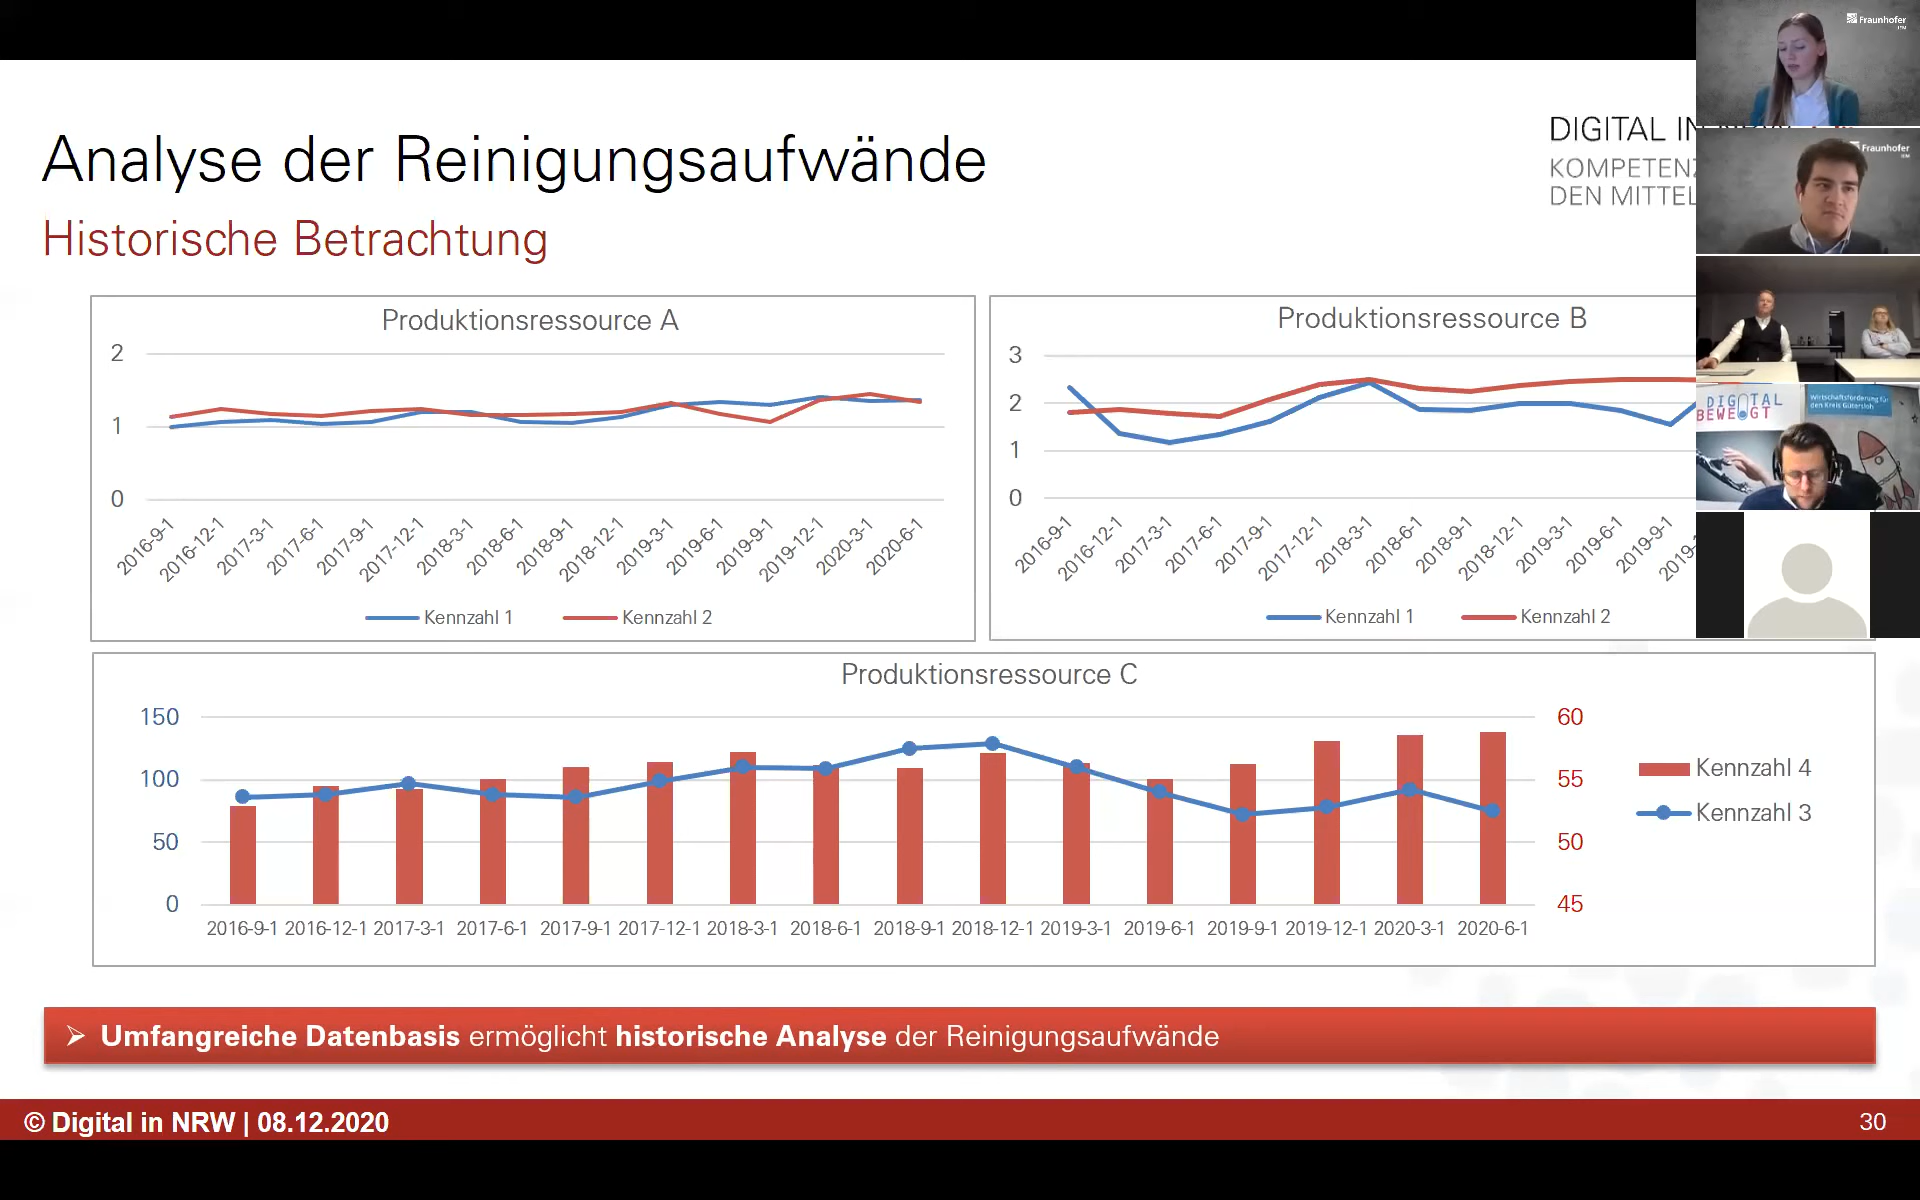 Analyse der Reinigungsaufwände
Historische Betrachtung
DIGITAL IN
KOMPETENZ
DEN MITTEL
Fraunhofer
IEM
Fraunhofer
IEM
DIGITAL
BEWEGT
Wirtschaftsförderung für
den Kreis Gütersloh
Produktionsressource A
2
1
0
2016-9-1 2016-12-1 2017-3-1 2017-6-1 2017-9-1 2017-12-1 2018-3-1 2018-6-1 2018-9-1 2018-12-1 2019-3-1 2019-6-1 2019-9-1 2019-12-1 2020-3-1 2020-6-1
Kennzahl 1 Kennzahl 2
Produktionsressource B
3
2
1
0
2016-9-1 2016-12-1 2017-3-1 2017-6-1 2017-9-1 2017-12-1 2018-3-1 2018-6-1 2018-9-1 2018-12-1 2019-3-1 2019-6-1 2019-9-1 2019-
Kennzahl 1 Kennzahl 2
Produktionsressource C
150 60
100 55
50 50
0 45
2016-9-1 2016-12-1 2017-3-1 2017-6-1 2017-9-1 2017-12-1 2018-3-1 2018-6-1 2018-9-1 2018-12-1 2019-3-1 2019-6-1 2019-9-1 2019-12-1 2020-3-1 2020-6-1
Kennzahl 4
Kennzahl 3
➢ Umfangreiche Datenbasis ermöglicht historische Analyse der Reinigungsaufwände
© Digital in NRW | 08.12.2020
30